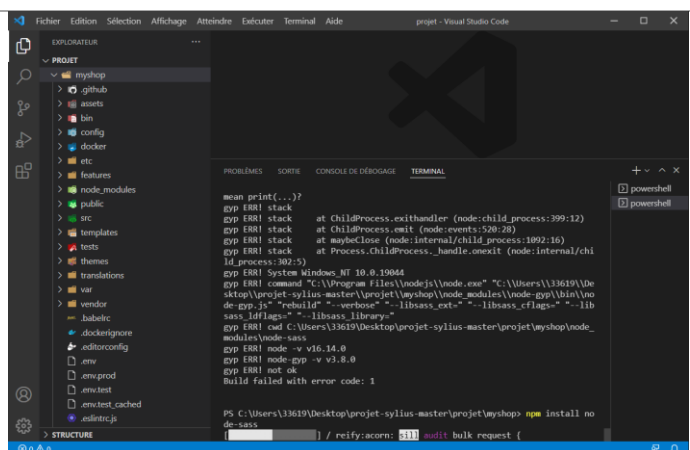 Fichier Edition Sélection Affichage Atteindre Exécuter Terminal Aide projet - Visual Studio Code
EXPLORATEUR
PROJET
myshop
.github
assets
bin
config
docker
etc
features
node_modules
public
src
templates
tests
themes
translations
var
vendor
.babelrc
.dockerignore
.editorconfig
.env
.env.prod
.env.test
.env.test_cached
.eslintrc.js
STRUCTURE
PROBLÈMES SORTIE CONSOLE DE DÉBOGAGE TERMINAL
powershell
powershell
mean print(...)?
gyp ERR! stack
gyp ERR! stack at ChildProcess.exithandler (node:child_process:399:12)
gyp ERR! stack at ChildProcess.emit (node:events:520:28)
gyp ERR! stack at maybeClose (node:internal/child_process:1092:16)
gyp ERR! stack at Process.ChildProcess._handle.onexit (node:internal/chi
ld_process:302:5)
gyp ERR! System Windows_NT 10.0.19044
gyp ERR! command "C:\\Program Files\\nodejs\\node.exe" "C:\\Users\\33619\\De
sktop\\projet-sylius-master\\projet\\myshop\\node_modules\\node-gyp\\bin\\no
de-gyp.js" "rebuild" "--verbose" "--libsass_ext=" "--libsass_cflags=" "--lib
sass_ldflags=" "--libsass_library="
gyp ERR! cwd C:\Users\33619\Desktop\projet-sylius-master\projet\myshop\node_
modules\node-sass
gyp ERR! node -v v16.14.0
gyp ERR! node-gyp -v v3.8.0
gyp ERR! not ok
Build failed with error code: 1
PS C:\Users\33619\Desktop\projet-sylius-master\projet\myshop> npm install no
de-sass
[ ] / reify:acorn: sill audit bulk request {
0 0